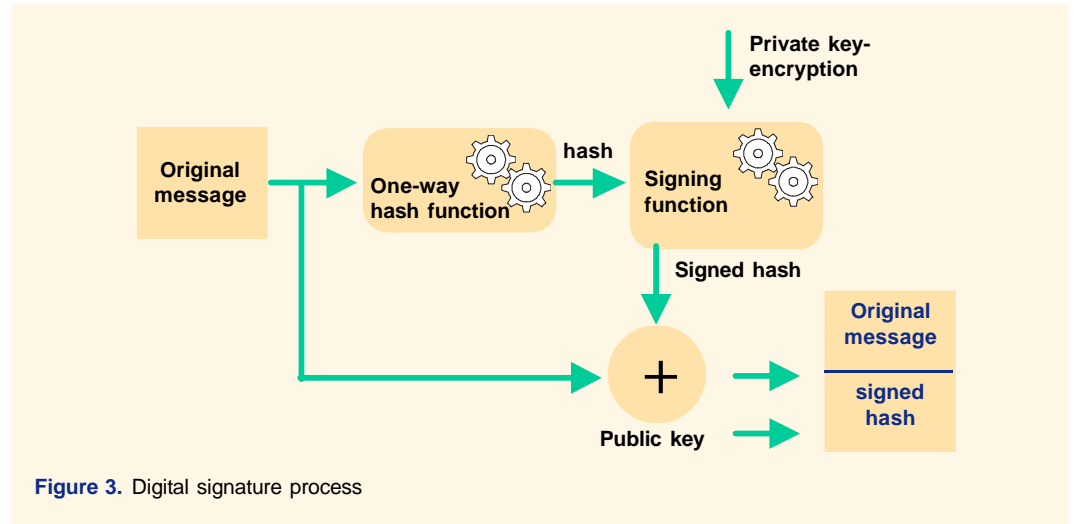 Private key-
encryption
Original
message
One-way
hash function
hash
Signing
function
Signed hash
+
Public key
Original
message
signed
hash
Figure 3. Digital signature process